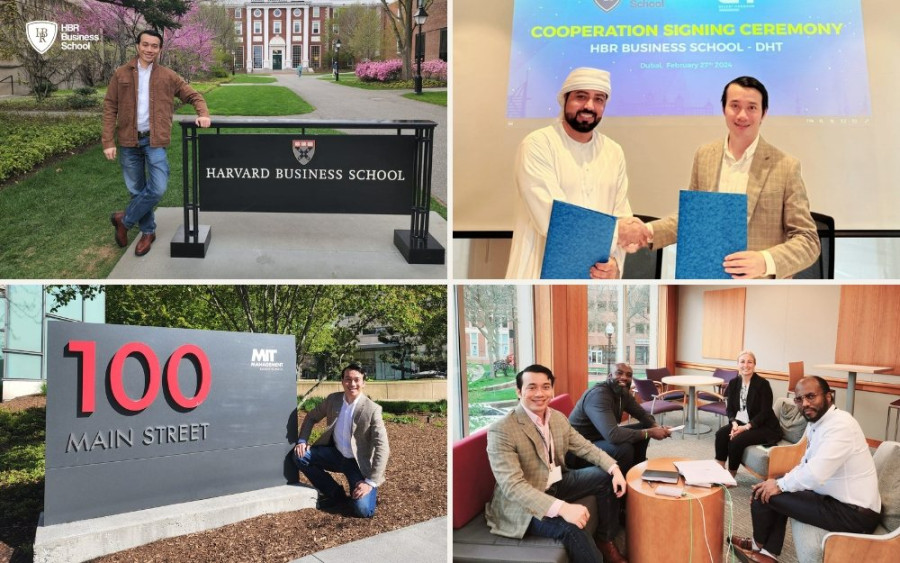 HBR
Business
School
HARVARD BUSINESS SCHOOL
School
COOPERATION SIGNING CEREMONY
HBR BUSINESS SCHOOL - DHT
Dubai, February 27th 2024
100
MAIN STREET
MIT
MANAGEMENT